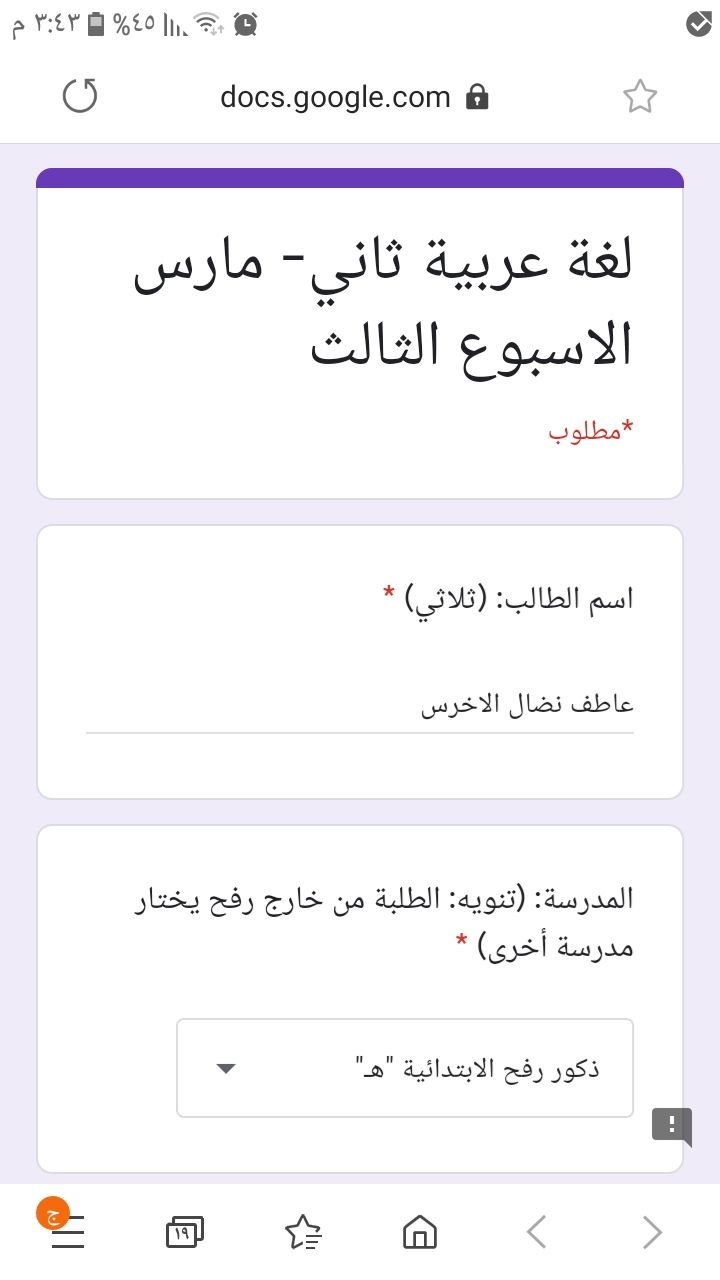 ٣:٤٣ م %٤٥
docs.google.com
لغة عربية ثاني- مارس
الاسبوع الثالث
*مطلوب
اسم الطالب: (ثلاثي) *
عاطف نضال الاخرس
المدرسة: (تنويه: الطلبة من خارج رفح يختار
مدرسة أخرى) *
ذكور رفح الابتدائية "هـ"
!
ج
١٩